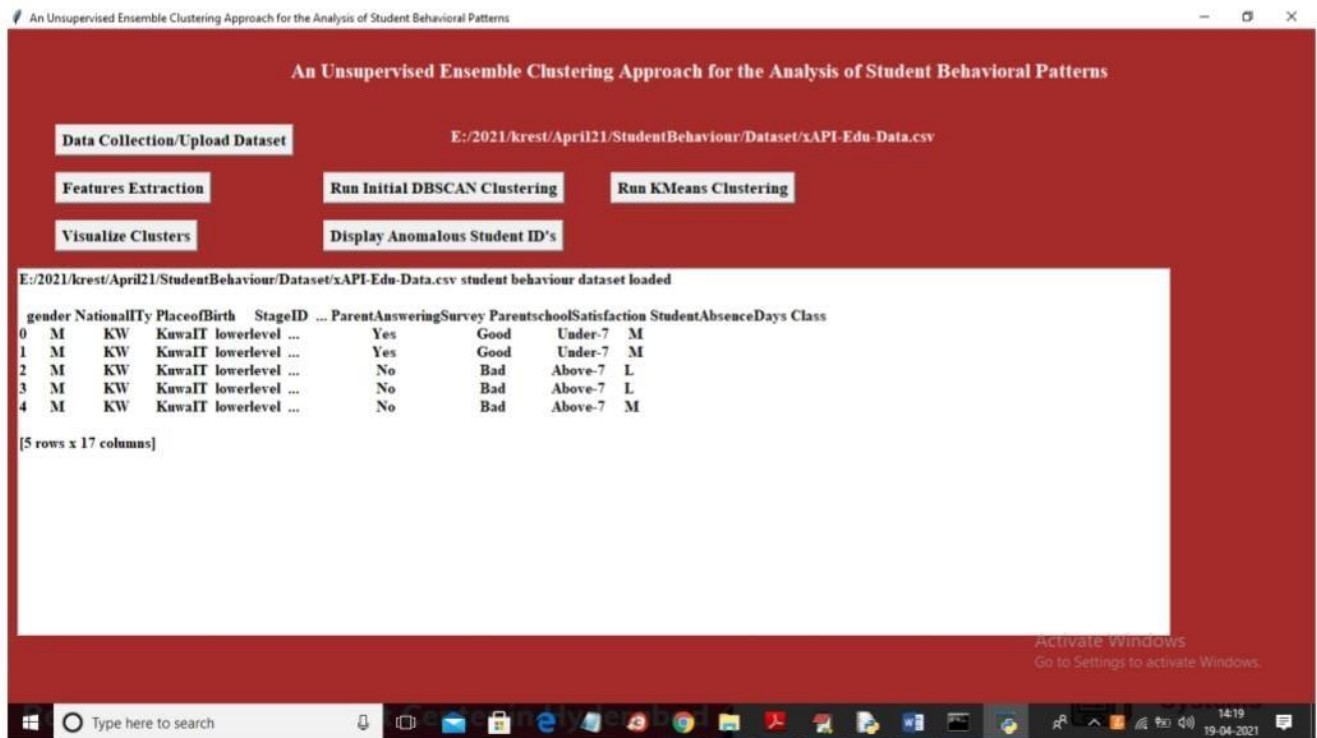 An Unsupervised Ensemble Clustering Approach for the Analysis of Student Behavioral Patterns
An Unsupervised Ensemble Clustering Approach for the Analysis of Student Behavioral Patterns
Data Collection/Upload Dataset
E:/2021/krest/April21/StudentBehaviour/Dataset/xAPI-Edu-Data.csv
Features Extraction
Run Initial DBSCAN Clustering
Run KMeans Clustering
Visualize Clusters
Display Anomalous Student ID's
E:/2021/krest/April21/StudentBehaviour/Dataset/xAPI-Edu-Data.csv student behaviour dataset loaded
gender NationalITy PlaceofBirth StageID ... ParentAnsweringSurvey ParentschoolSatisfaction StudentAbsenceDays Class
0 M KW KuwaIT lowerlevel ... Yes Good Under-7 M
1 M KW KuwaIT lowerlevel ... Yes Good Under-7 M
2 M KW KuwaIT lowerlevel ... No Bad Above-7 L
3 M KW KuwaIT lowerlevel ... No Bad Above-7 L
4 M KW KuwaIT lowerlevel ... No Bad Above-7 M
[5 rows x 17 columns]
Activate Windows
Go to Settings to activate Windows.
Type here to search
14:19
19-04-2021